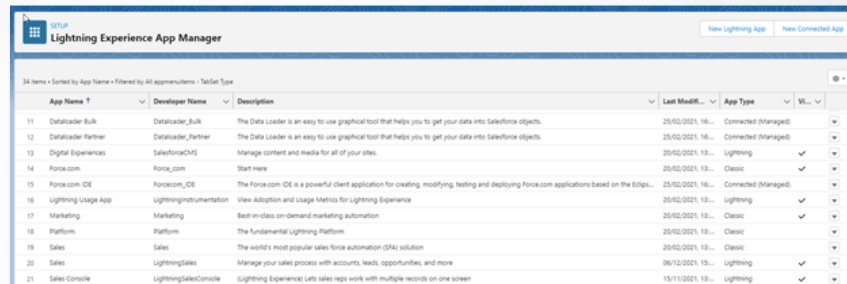 SETUP
Lightning Experience App Manager
New Lightning App New Connected App
34 items • Sorted by App Name • Filtered by All appmenuitems - TabSet Type
App Name ↑ Developer Name Description Last Modifi... App Type Vi...
11 Dataloader Bulk Dataloader_Bulk The Data Loader is an easy to use graphical tool that helps you to get your data into Salesforce objects. 25/02/2021, 16:... Connected (Managed)
12 Dataloader Partner Dataloader_Partner The Data Loader is an easy to use graphical tool that helps you to get your data into Salesforce objects. 25/02/2021, 16:... Connected (Managed)
13 Digital Experiences SalesforceCMS Manage content and media for all of your sites. 20/02/2021, 13:... Lightning
14 Force.com Force_com Start Here 20/02/2021, 13:... Classic
15 Force.com IDE Forcecom_IDE The Force.com IDE is a powerful client application for creating, modifying, testing and deploying Force.com applications based on the Eclips... 25/02/2021, 16:... Connected (Managed)
16 Lightning Usage App LightningInstrumentation View Adoption and Usage Metrics for Lightning Experience 20/02/2021, 13:... Lightning
17 Marketing Marketing Best-in-class on-demand marketing automation 20/02/2021, 13:... Classic
18 Platform Platform The fundamental Lightning Platform 20/02/2021, 13:... Classic
19 Sales Sales The world's most popular sales force automation (SFA) solution 20/02/2021, 13:... Classic
20 Sales LightningSales Manage your sales process with accounts, leads, opportunities, and more 06/12/2021, 15:... Lightning
21 Sales Console LightningSalesConsole (Lightning Experience) Lets sales reps work with multiple records on one screen 15/11/2021, 13:... Lightning